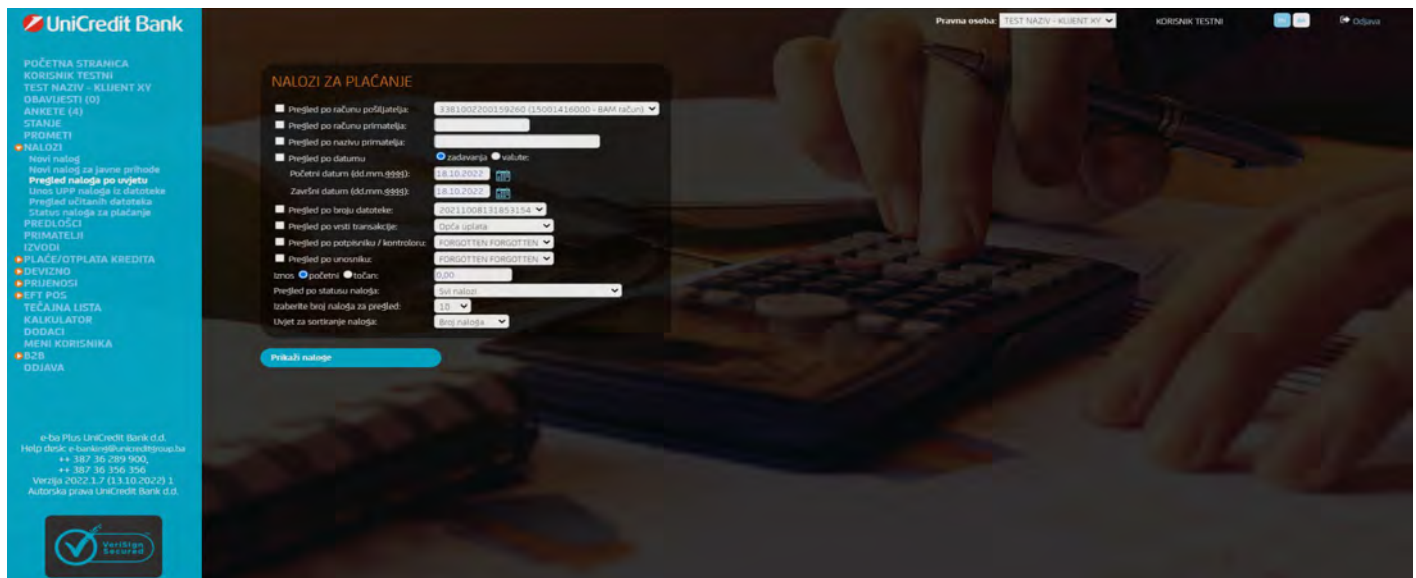 UniCredit Bank
Pravna osoba: TEST NAZIV - KLIJENT XY
KORISNIK TESTNI
Odjava
POČETNA STRANICA
KORISNIK TESTNI
TEST NAZIV - KLIJENT XY
OBAVIJESTI (0)
ANKETE (4)
STANJE
PROMETI
NALOZI
Novi nalog
Novi nalog za javne prihode
Pregled naloga po uvjetu
Unos UPP naloga iz datoteke
Pregled učitanih datoteka
Status naloga za plaćanje
PREDLOŠCI
PRIMATELJI
IZVODI
PLAĆE/OTPLATA KREDITA
DEVIZNO
PRIJENOSI
EFT POS
TEČAJNA LISTA
KALKULATOR
DODACI
MENI KORISNIKA
B2B
ODJAVA
e-ba Plus UniCredit Bank d.d.
Help desk: e-banking@unicreditgroup.ba
++ 387 36 289 900,
++ 387 36 356 356
Verzija 2022.1.7 (13.10.2022) 1
Autorska prava UniCredit Bank d.d.
VeriSign
Secured
NALOZI ZA PLAĆANJE
Pregled po računu pošiljatelja: 3381002200159260 (15001416000 - BAM račun)
Pregled po računu primatelja:
Pregled po nazivu primatelja:
Pregled po datumu zadavanja valute:
Početni datum (dd.mm.gggg): 18.10.2022
Završni datum (dd.mm.gggg): 18.10.2022
Pregled po broju datoteke: 20211008131853154
Pregled po vrsti transakcije: Opća uplata
Pregled po potpisniku / kontroloru: FORGOTTEN FORGOTTEN
Pregled po unosniku: FORGOTTEN FORGOTTEN
Iznos početni točan: 0,00
Pregled po statusu naloga: Svi nalozi
Izaberite broj naloga za pregled: 10
Uvjet za sortiranje naloga: Broj naloga
Prikaži naloge